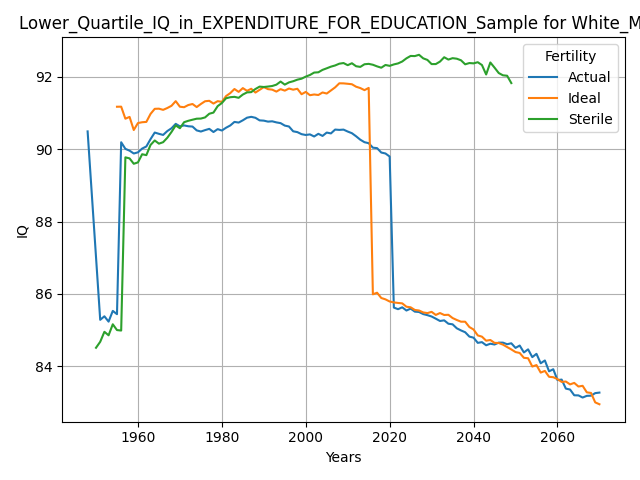 Lower_Quartile_IQ_in_EXPENDITURE_FOR_EDUCATION_Sample for White_M
IQ
92
90
88
86
84
1960
1980
2000
2020
2040
2060
Years
Fertility
Actual
Ideal
Sterile